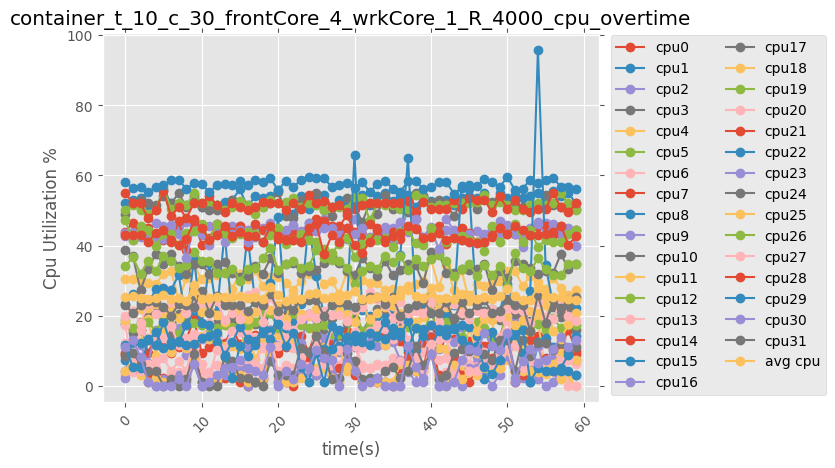 container_t_10_c_30_frontCore_4_wrkCore_1_R_4000_cpu_overtime
Cpu Utilization %
100
80
60
40
20
0
0
10
20
30
40
50
60
time(s)
cpu0
cpu1
cpu2
cpu3
cpu4
cpu5
cpu6
cpu7
cpu8
cpu9
cpu10
cpu11
cpu12
cpu13
cpu14
cpu15
cpu16
cpu17
cpu18
cpu19
cpu20
cpu21
cpu22
cpu23
cpu24
cpu25
cpu26
cpu27
cpu28
cpu29
cpu30
cpu31
avg cpu